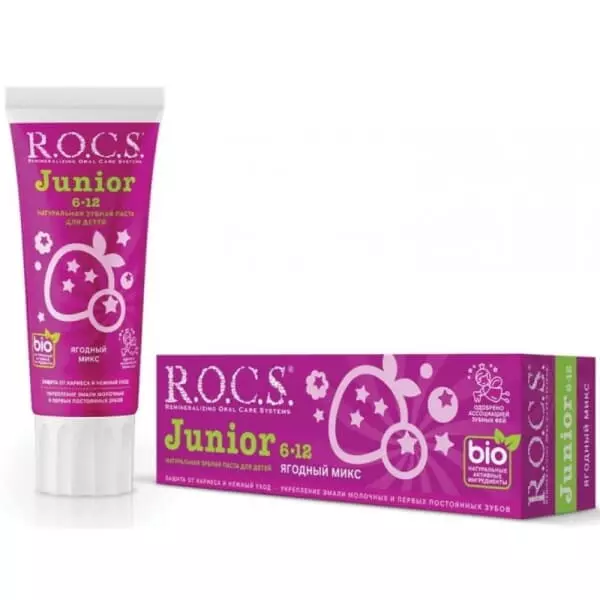 R.O.C.S.
Remineralizing Oral Care Systems
Junior
6·12
НАТУРАЛЬНАЯ ЗУБНАЯ ПАСТА
ДЛЯ ДЕТЕЙ
bio
ЯГОДНЫЙ
МИКС
ЗАЩИТА ОТ КАРИЕСА И НЕЖНЫЙ УХОД
УКРЕПЛЕНИЕ ЭМАЛИ МОЛОЧНЫХ
И ПЕРВЫХ ПОСТОЯННЫХ ЗУБОВ
R.O.C.S.
Remineralizing Oral Care Systems
Junior 6·12
НАТУРАЛЬНАЯ ЗУБНАЯ ПАСТА ДЛЯ ДЕТЕЙ
ЯГОДНЫЙ МИКС
ЗАЩИТА ОТ КАРИЕСА И НЕЖНЫЙ УХОД — УКРЕПЛЕНИЕ ЭМАЛИ МОЛОЧНЫХ И ПЕРВЫХ ПОСТОЯННЫХ ЗУБОВ
ОДОБРЕНО
АССОЦИАЦИЕЙ
ЗУБНЫХ ФЕЙ
bio
НАТУРАЛЬНЫЕ
АКТИВНЫЕ
ИНГРЕДИЕНТЫ
R.O.C.S.
Junior 6·12
ЯГОДНЫЙ МИКС